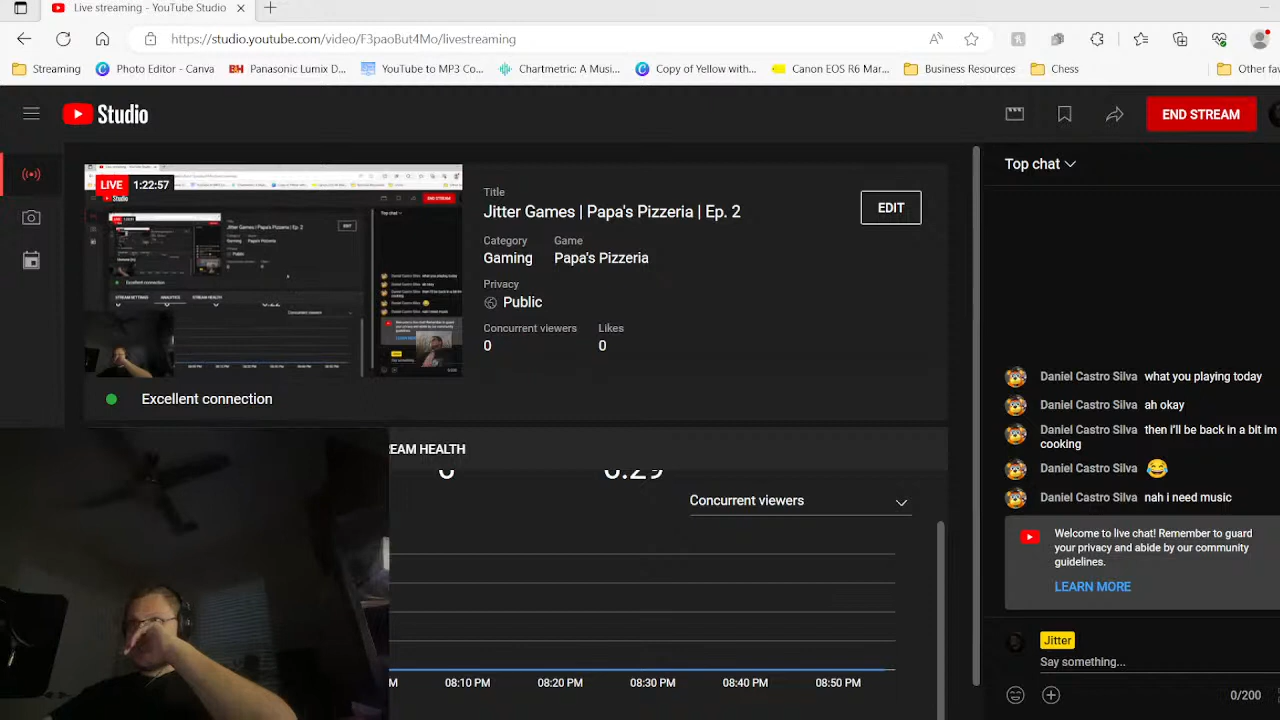 Live streaming - YouTube Studio
https://studio.youtube.com/video/F3paoBut4Mo/livestreaming
Streaming
Photo Editor - Canva
Panasonic Lumix D...
YouTube to MP3 Co...
Chartmetric: A Musi...
Copy of Yellow with...
Canon EOS R6 Mar...
Business Resources
Chess
Other fav
Studio
END STREAM
LIVE 1:22:57
Title
Jitter Games | Papa's Pizzeria | Ep. 2
EDIT
Category Game
Gaming Papa's Pizzeria
Privacy
Public
Concurrent viewers Likes
0 0
Excellent connection
REAM HEALTH
Concurrent viewers
08:10 PM 08:20 PM 08:30 PM 08:40 PM 08:50 PM
Top chat
Daniel Castro Silva what you playing today
Daniel Castro Silva ah okay
Daniel Castro Silva then i'll be back in a bit Im
cooking
Daniel Castro Silva 😂
Daniel Castro Silva nah i need music
Welcome to live chat! Remember to guard
your privacy and abide by our community
guidelines.
LEARN MORE
Jitter
Say something...
0/200